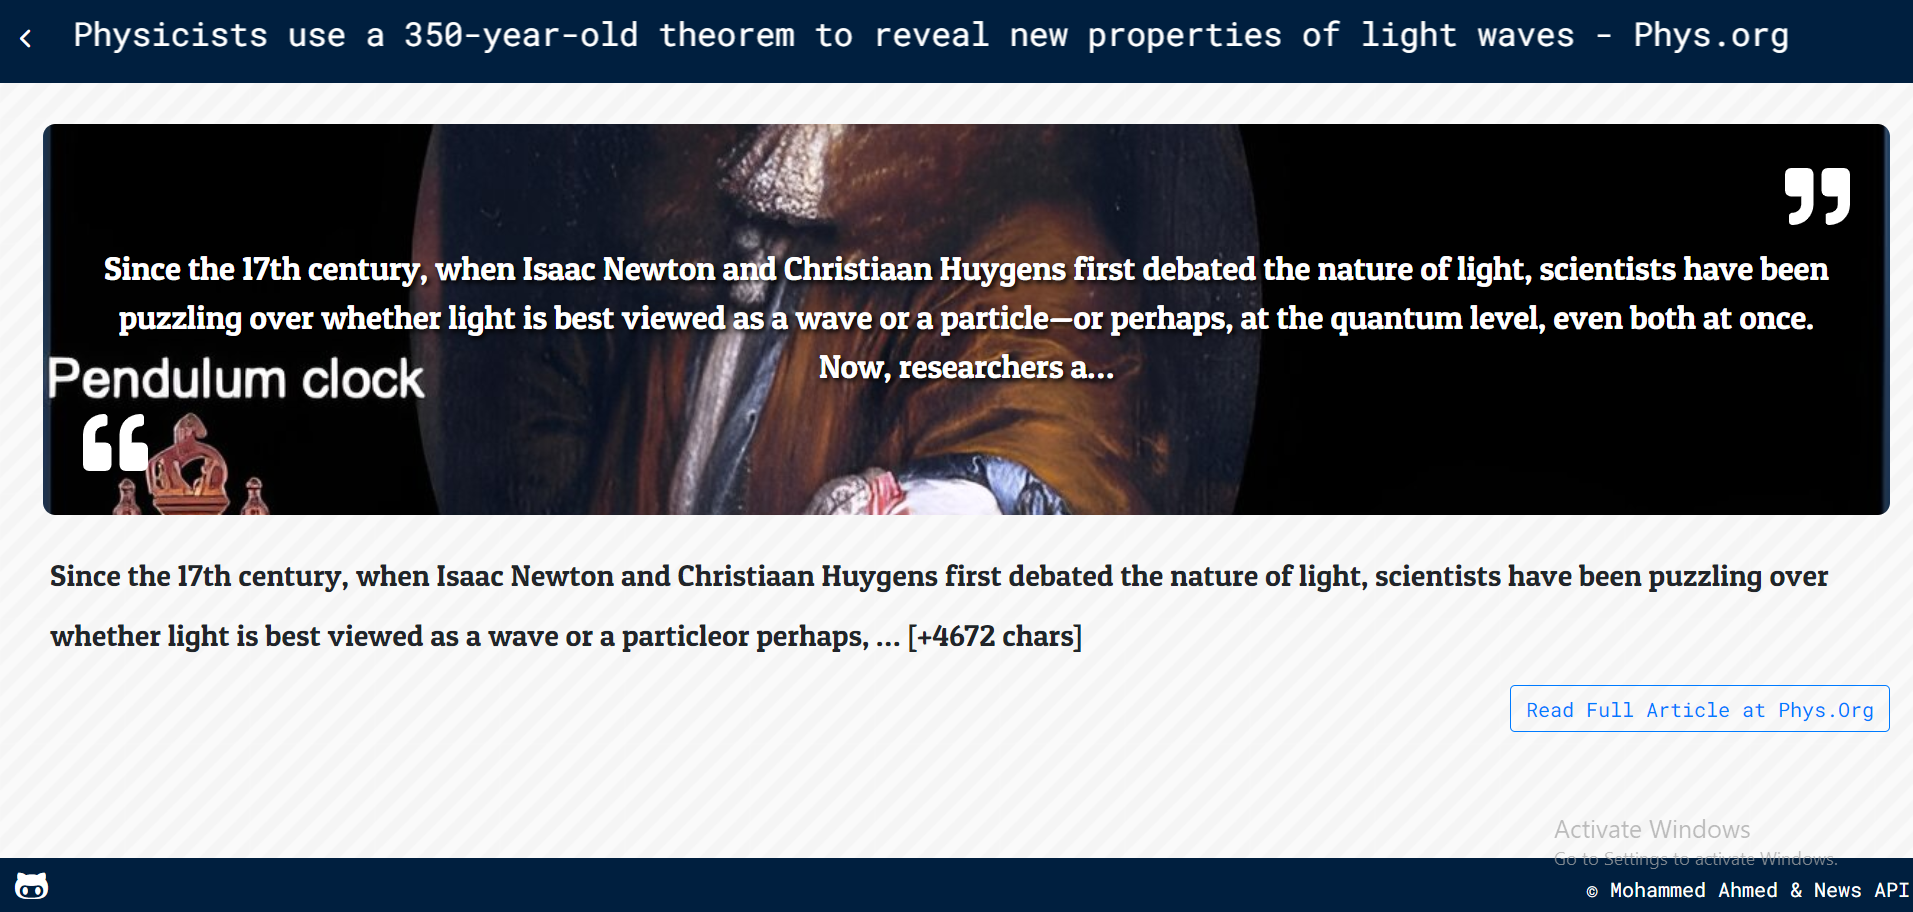 Physicists use a 350-year-old theorem to reveal new properties of light waves - Phys.org
Since the 17th century, when Isaac Newton and Christiaan Huygens first debated the nature of light, scientists have been
puzzling over whether light is best viewed as a wave or a particle—or perhaps, at the quantum level, even both at once.
Now, researchers a...
Pendulum clock
Since the 17th century, when Isaac Newton and Christiaan Huygens first debated the nature of light, scientists have been puzzling over
whether light is best viewed as a wave or a particleor perhaps, ... [+4672 chars]
Read Full Article at Phys.Org
Activate Windows
Go to Settings to activate Windows.
© Mohammed Ahmed & News API